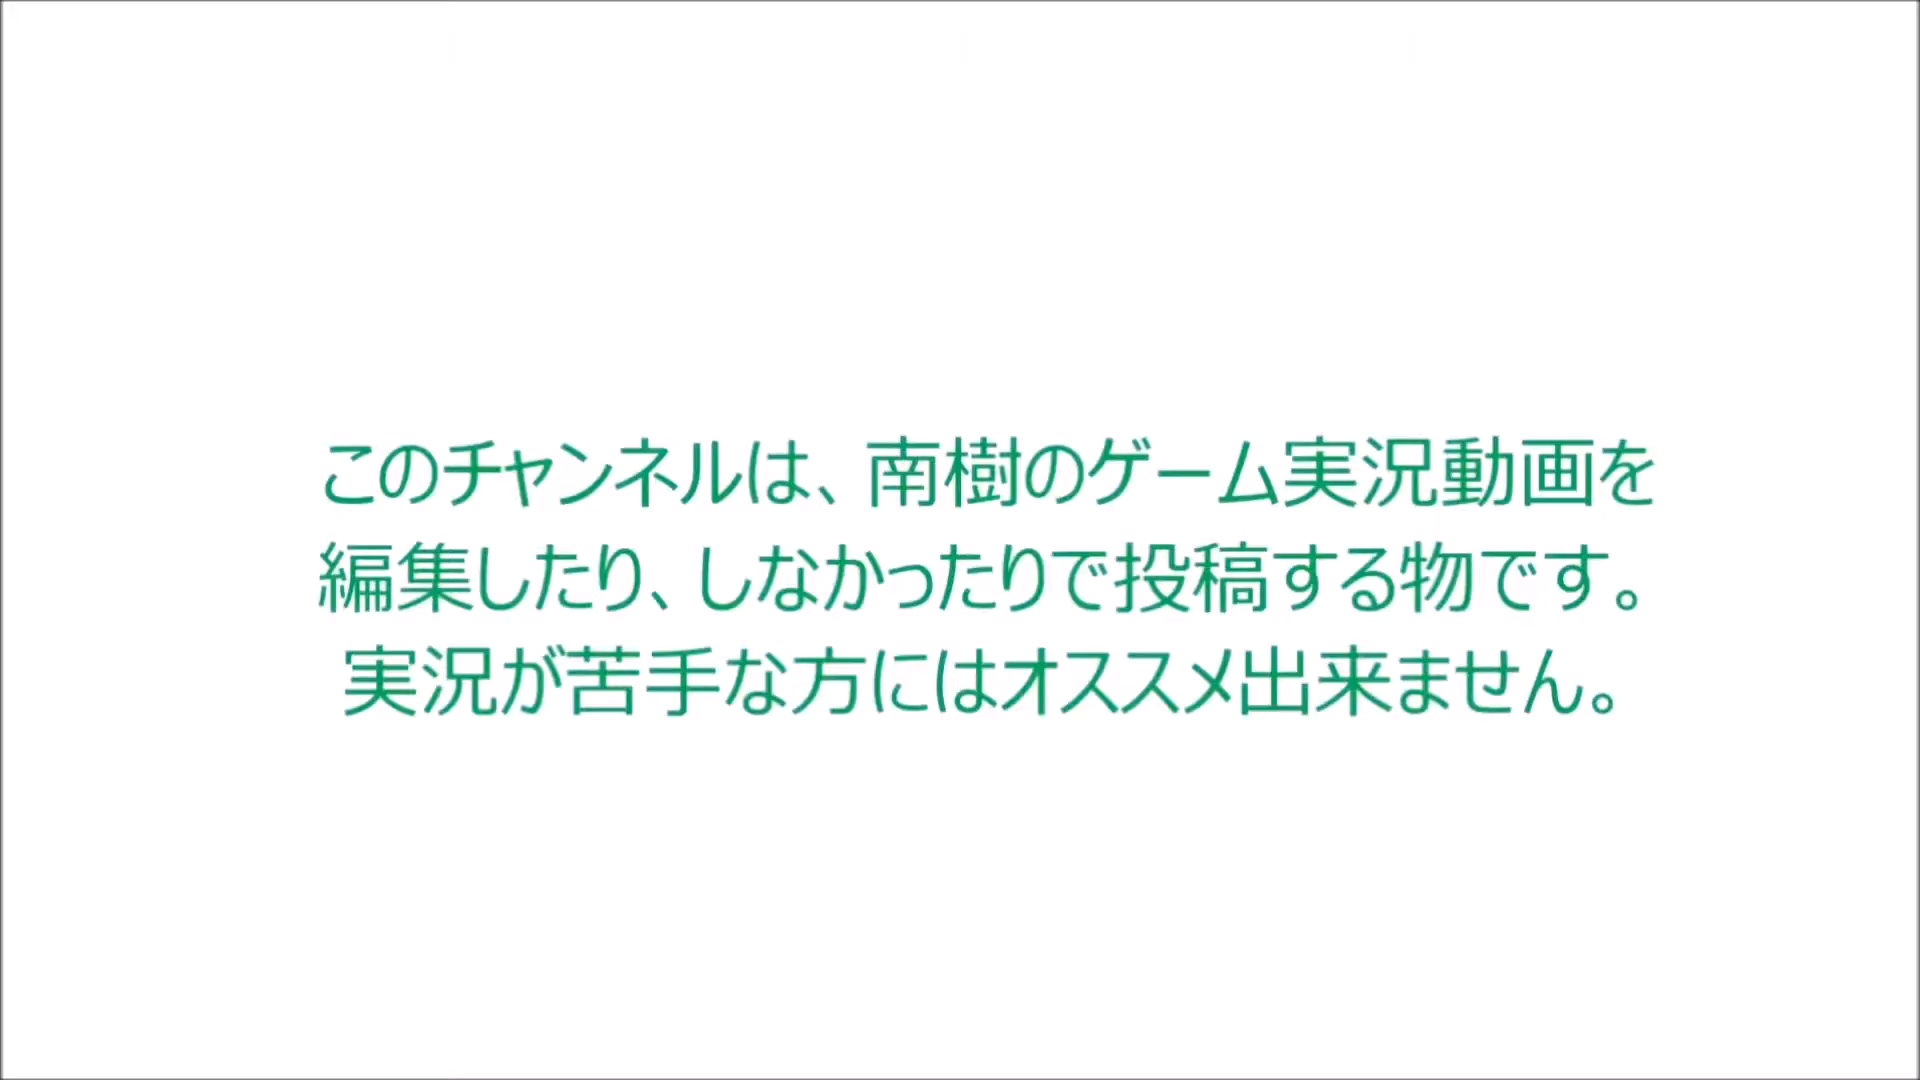 このチャンネルは、南樹のゲーム実況動画を
編集したり、しなかったりで投稿する物です。
実況が苦手な方にはオススメ出来ません。